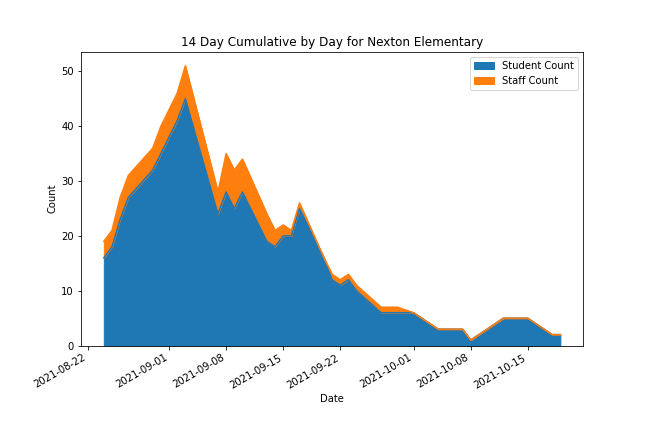 14 Day Cumulative by Day for Nexton Elementary
Student Count
Staff Count
Count
50
40
30
20
10
0
2021-08-22
2021-09-01
2021-09-08
2021-09-15
2021-09-22
2021-10-01
2021-10-08
2021-10-15
Date